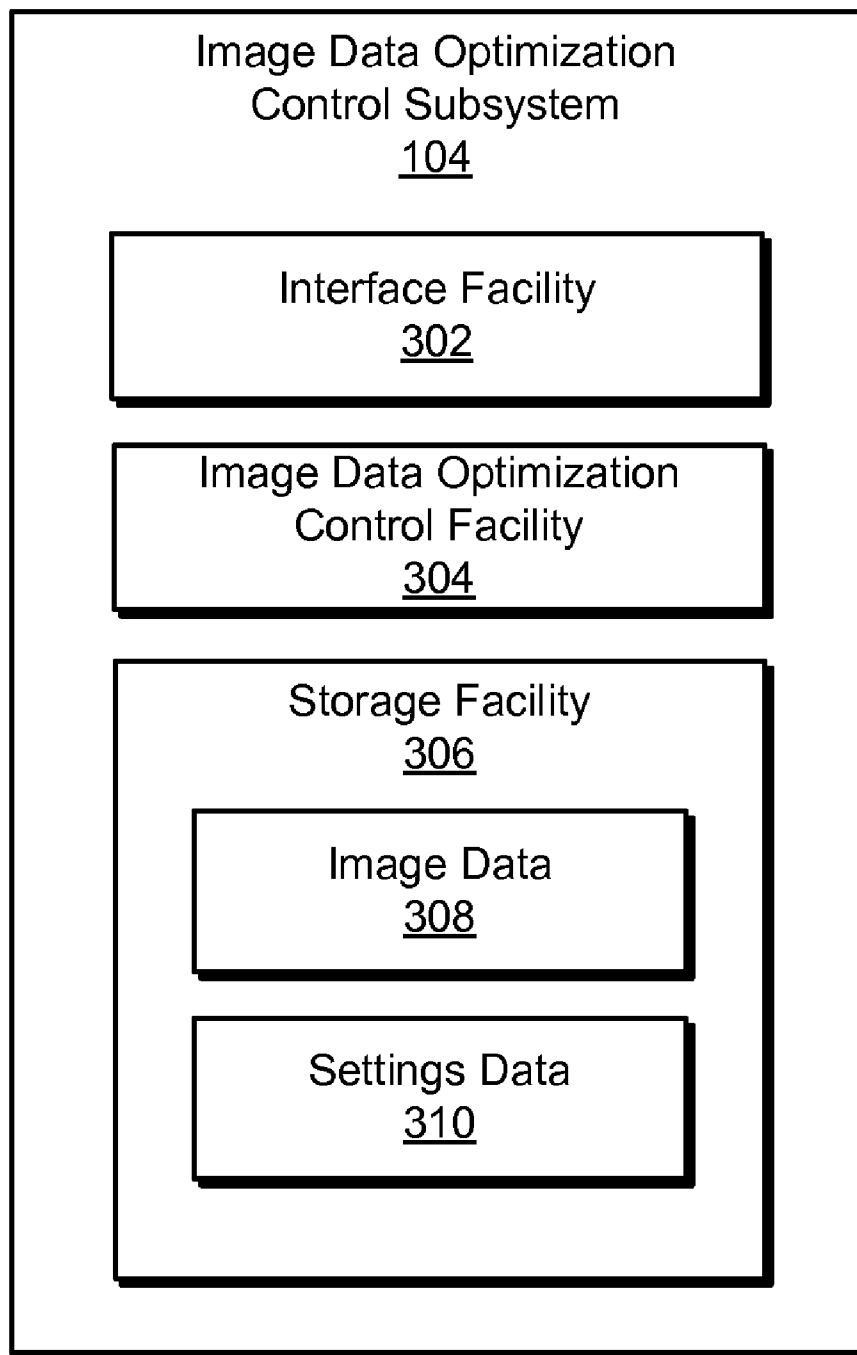 Image Data Optimization
Control Subsystem
104
Interface Facility
302
Image Data Optimization
Control Facility
304
Storage Facility
306
Image Data
308
Settings Data
310